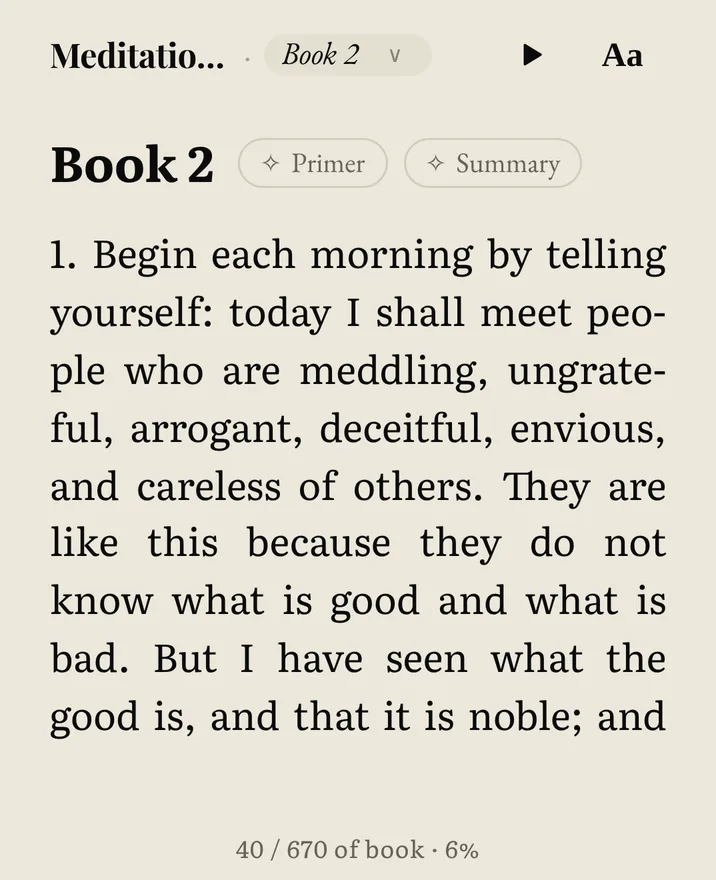 Meditatio... · Book 2 ∨ Aa
Book 2 Primer Summary
1. Begin each morning by telling
yourself: today I shall meet peo-
ple who are meddling, ungrate-
ful, arrogant, deceitful, envious,
and careless of others. They are
like this because they do not
know what is good and what is
bad. But I have seen what the
good is, and that it is noble; and
40 / 670 of book · 6%